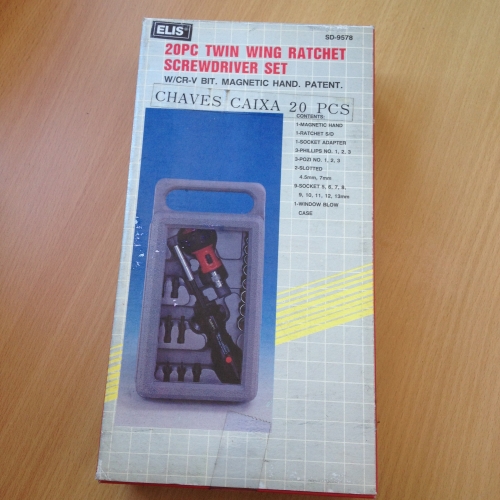 ELIS
SD-9578
20PC TWIN WING RATCHET
SCREWDRIVER SET
W/CR-V BIT. MAGNETIC HAND. PATENT.
CHAVES CAIXA 20 PCS
CONTENTS:
1-MAGNETIC HAND
1-RATCHET S/D
1-SOCKET ADAPTER
3-PHILLIPS NO. 1, 2, 3
3-POZI NO. 1, 2, 3
2-SLOTTED
4.5mm, 7mm
9-SOCKET 5, 6, 7, 8,
9, 10, 11, 12, 13mm
1-WINDOW BLOW
CASE